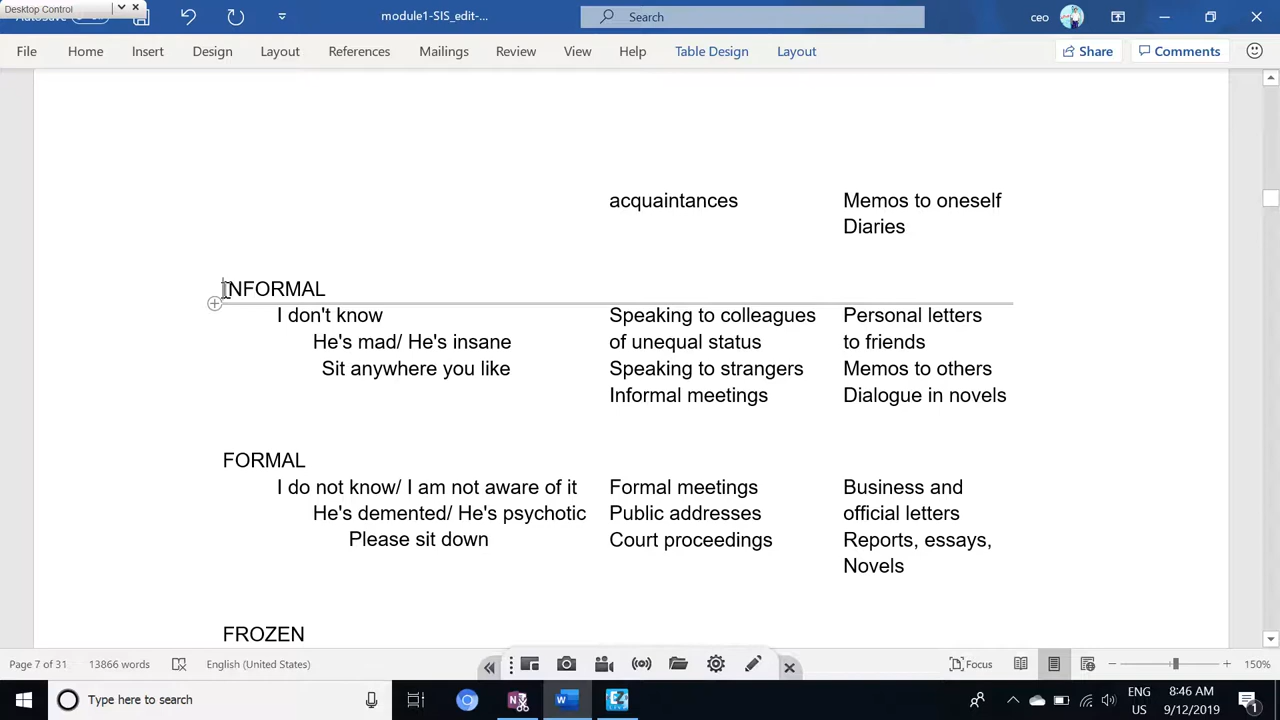 Desktop Control
module1-SIS_edit-...
Search
ceo
File Home Insert Design Layout References Mailings Review View Help Table Design Layout Share Comments
acquaintances Memos to oneself
Diaries
INFORMAL
I don't know Speaking to colleagues Personal letters
He's mad/ He's insane of unequal status to friends
Sit anywhere you like Speaking to strangers Memos to others
Informal meetings Dialogue in novels
FORMAL
I do not know/ I am not aware of it Formal meetings Business and
He's demented/ He's psychotic Public addresses official letters
Please sit down Court proceedings Reports, essays,
Novels
FROZEN
Page 7 of 31 13866 words English (United States) Focus 150%
Type here to search
ENG 8:46 AM
US 9/12/2019 1